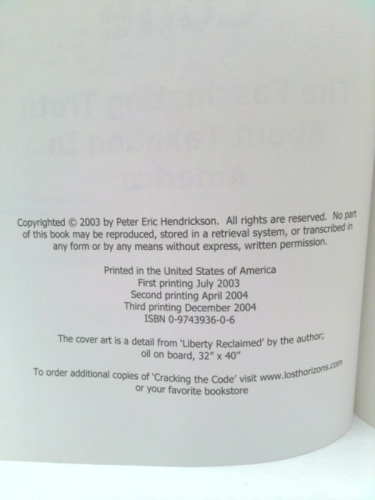 Copyrighted © 2003 by Peter Eric Hendrickson. All rights are reserved. No part
of this book may be reproduced, stored in a retrieval system, or transcribed in
any form or by any means without express, written permission.
Printed in the United States of America
First printing July 2003
Second printing April 2004
Third printing December 2004
ISBN 0-9743936-0-6
The cover art is a detail from 'Liberty Reclaimed' by the author;
oil on board, 32" x 40"
To order additional copies of 'Cracking the Code' visit www.losthorizons.com
or your favorite bookstore